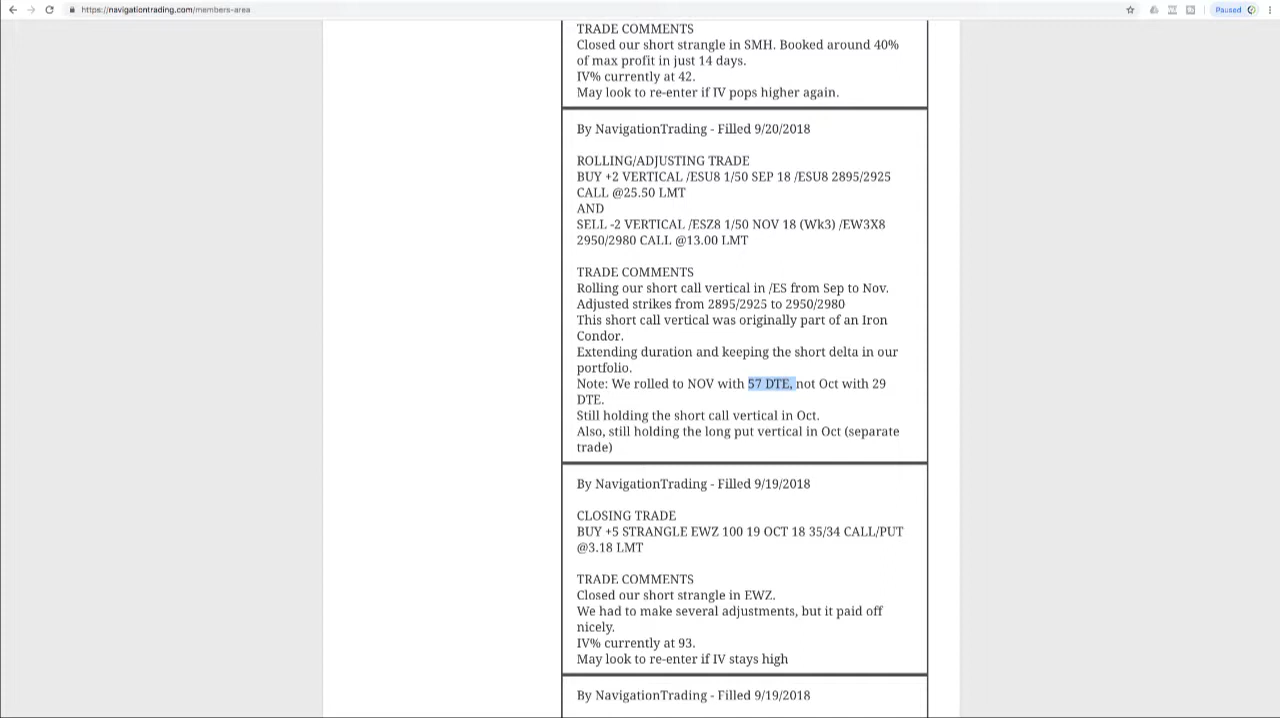 https://navigationtrading.com/members-area
Paused
TRADE COMMENTS
Closed our short strangle in SMH. Booked around 40%
of max profit in just 14 days.
IV% currently at 42.
May look to re-enter if IV pops higher again.
By NavigationTrading - Filled 9/20/2018
ROLLING/ADJUSTING TRADE
BUY +2 VERTICAL /ESU8 1/50 SEP 18 /ESU8 2895/2925
CALL @25.50 LMT
AND
SELL -2 VERTICAL /ESZ8 1/50 NOV 18 (Wk3) /EW3X8
2950/2980 CALL @13.00 LMT
TRADE COMMENTS
Rolling our short call vertical in /ES from Sep to Nov.
Adjusted strikes from 2895/2925 to 2950/2980
This short call vertical was originally part of an Iron
Condor.
Extending duration and keeping the short delta in our
portfolio.
Note: We rolled to NOV with 57 DTE, not Oct with 29
DTE.
Still holding the short call vertical in Oct.
Also, still holding the long put vertical in Oct (separate
trade)
By NavigationTrading - Filled 9/19/2018
CLOSING TRADE
BUY +5 STRANGLE EWZ 100 19 OCT 18 35/34 CALL/PUT
@3.18 LMT
TRADE COMMENTS
Closed our short strangle in EWZ.
We had to make several adjustments, but it paid off
nicely.
IV% currently at 93.
May look to re-enter if IV stays high
By NavigationTrading - Filled 9/19/2018